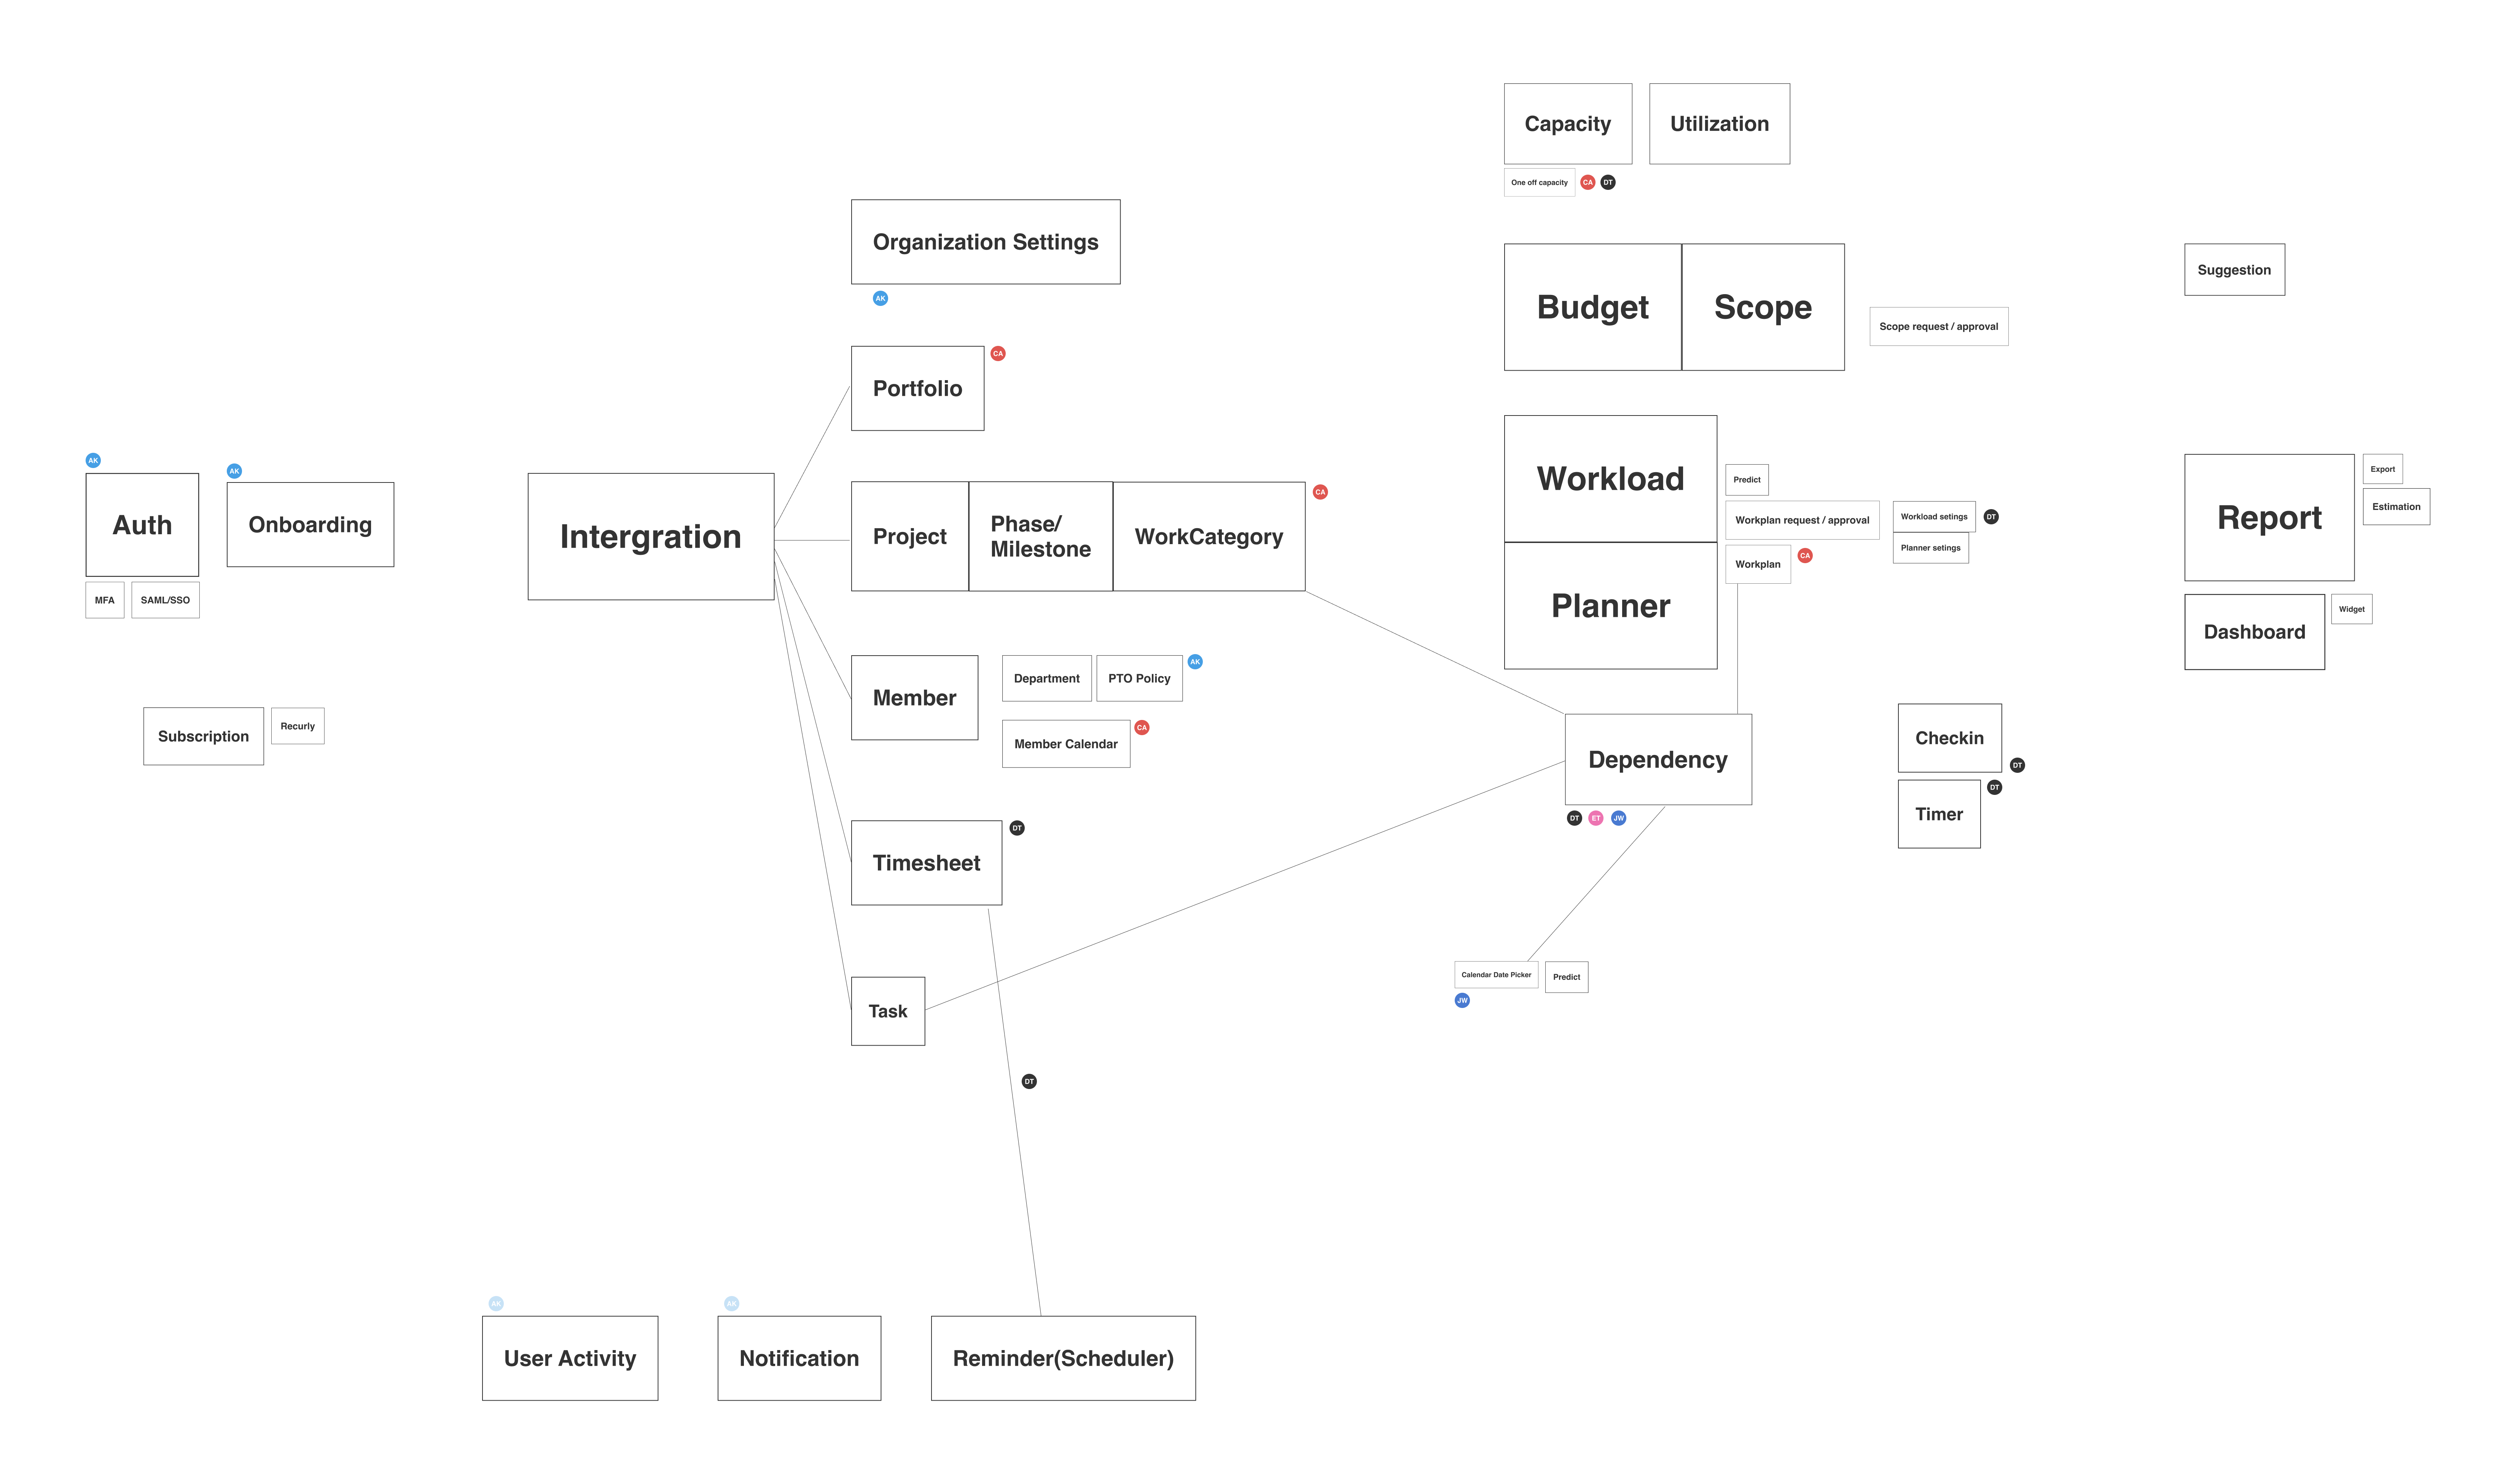 Capacity
Utilization
One off capacity
CA
DT
Organization Settings
AK
Budget
Scope
Scope request / approval
Suggestion
Portfolio
CA
AK
Auth
MFA
SAML/SSO
AK
Onboarding
Intergration
Project
Phase/
Milestone
WorkCategory
CA
Workload
Planner
Predict
Workplan request / approval
Workplan
CA
Workload setings
DT
Planner setings
Report
Export
Estimation
Dashboard
Widget
Subscription
Recurly
Member
Department
PTO Policy
AK
Member Calendar
CA
Dependency
DT
ET
JW
Checkin
DT
Timer
DT
Timesheet
DT
Task
Calendar Date Picker
JW
Predict
DT
AK
User Activity
AK
Notification
Reminder(Scheduler)